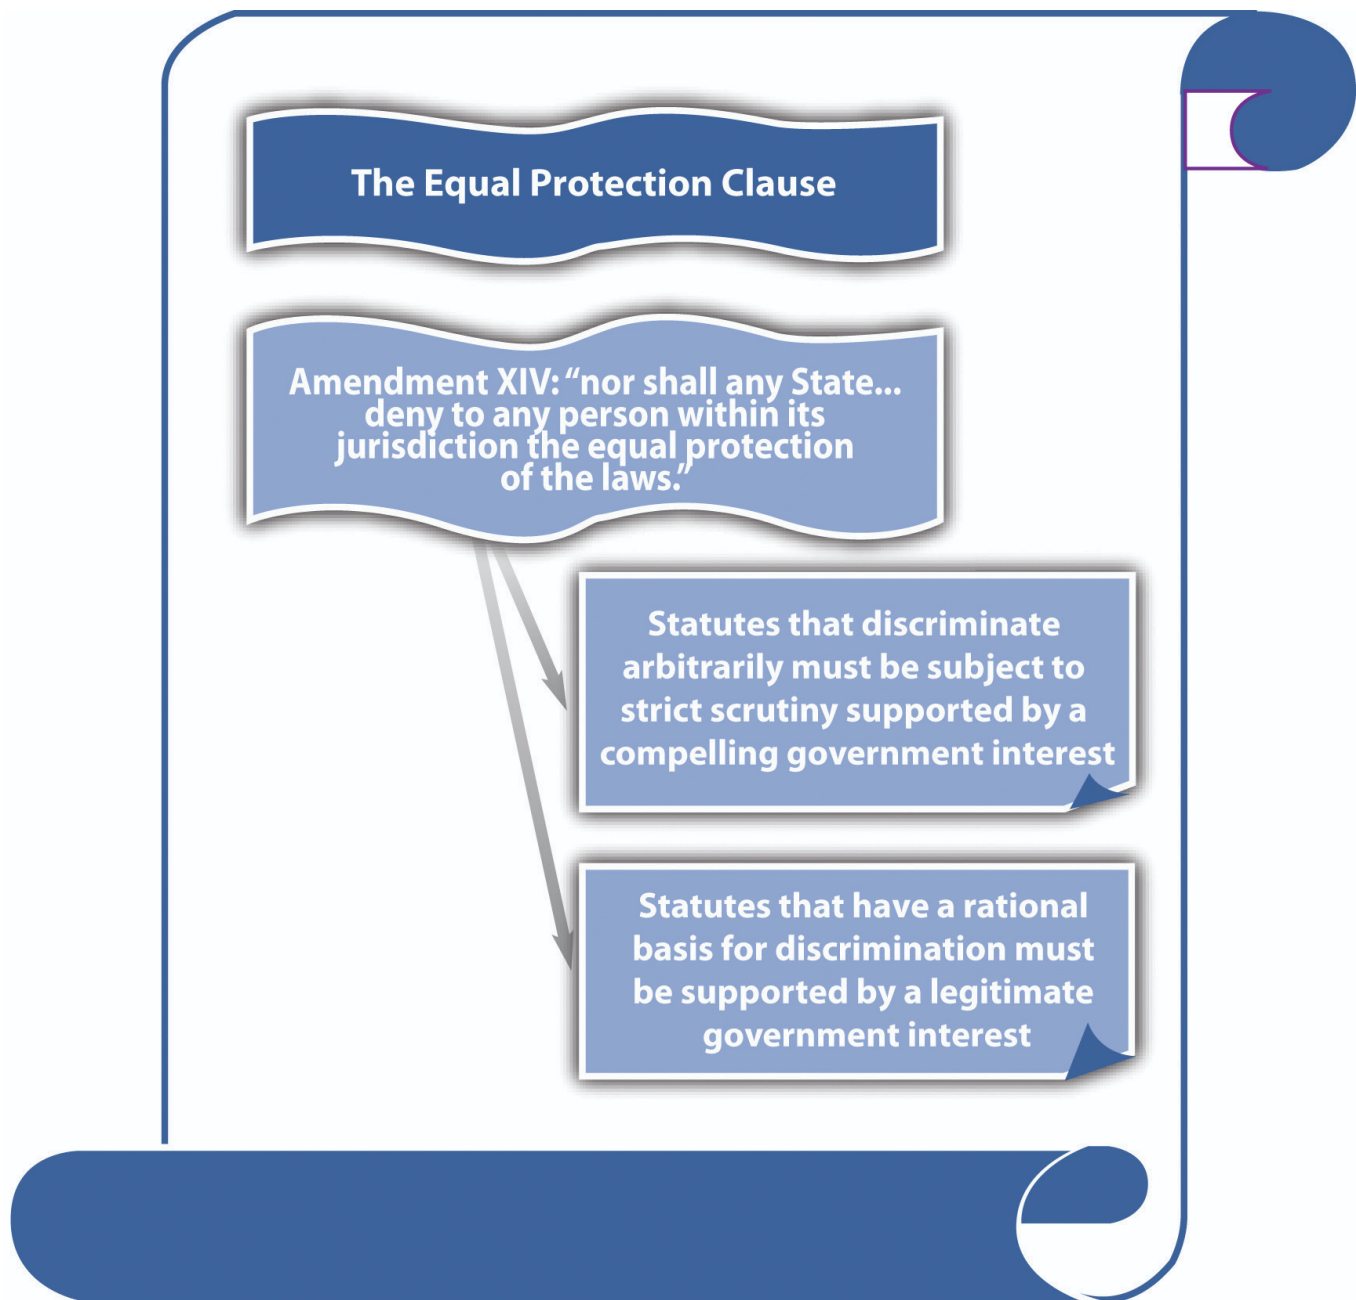 The Equal Protection Clause
Amendment XIV: “nor shall any State...
deny to any person within its
jurisdiction the equal protection
of the laws.”
Statutes that discriminate
arbitrarily must be subject to
strict scrutiny supported by a
compelling government interest
Statutes that have a rational
basis for discrimination must
be supported by a legitimate
government interest